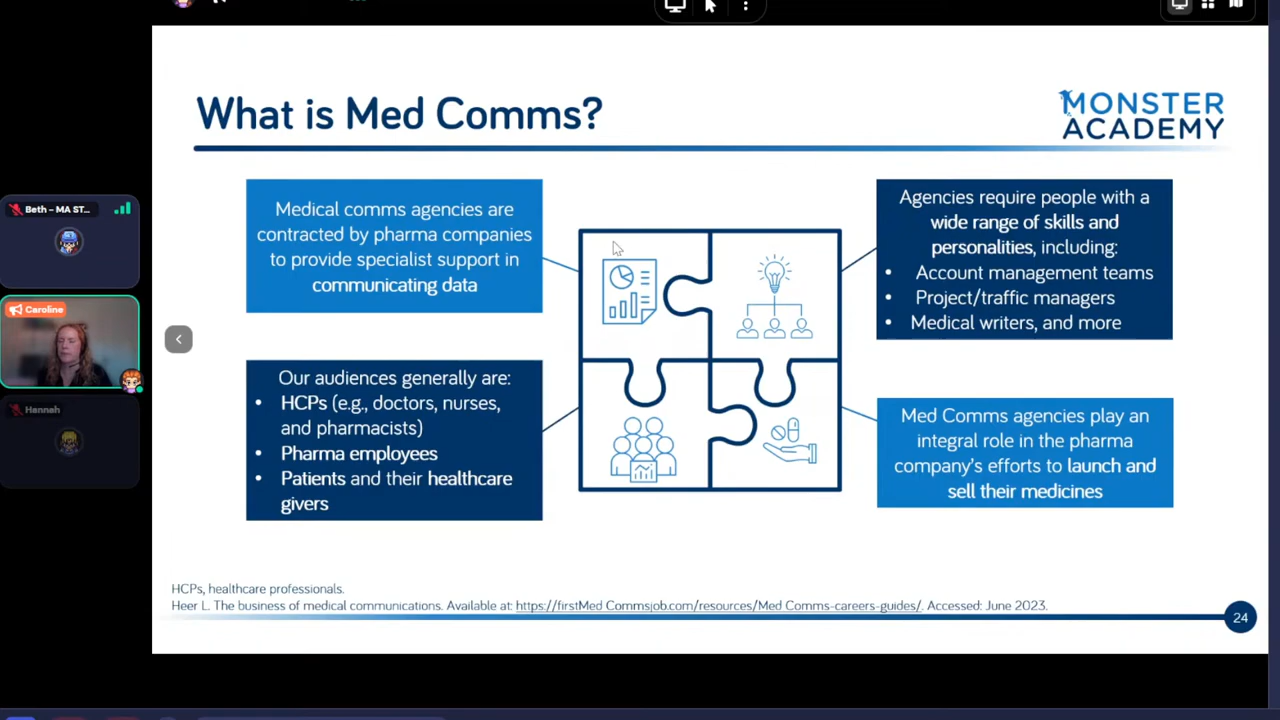 What is Med Comms?
MONSTER
ACADEMY
Beth – MA ST...
Caroline
Hannah
Medical comms agencies are
contracted by pharma companies
to provide specialist support in
communicating data
Agencies require people with a
wide range of skills and
personalities, including:
• Account management teams
• Project/traffic managers
• Medical writers, and more
Our audiences generally are:
• HCPs (e.g., doctors, nurses,
and pharmacists)
• Pharma employees
• Patients and their healthcare
givers
Med Comms agencies play an
integral role in the pharma
company's efforts to launch and
sell their medicines
HCPs, healthcare professionals.
Heer L. The business of medical communications. Available at: https://firstMed Commsjob.com/resources/Med Comms-careers-guides/. Accessed: June 2023.
24